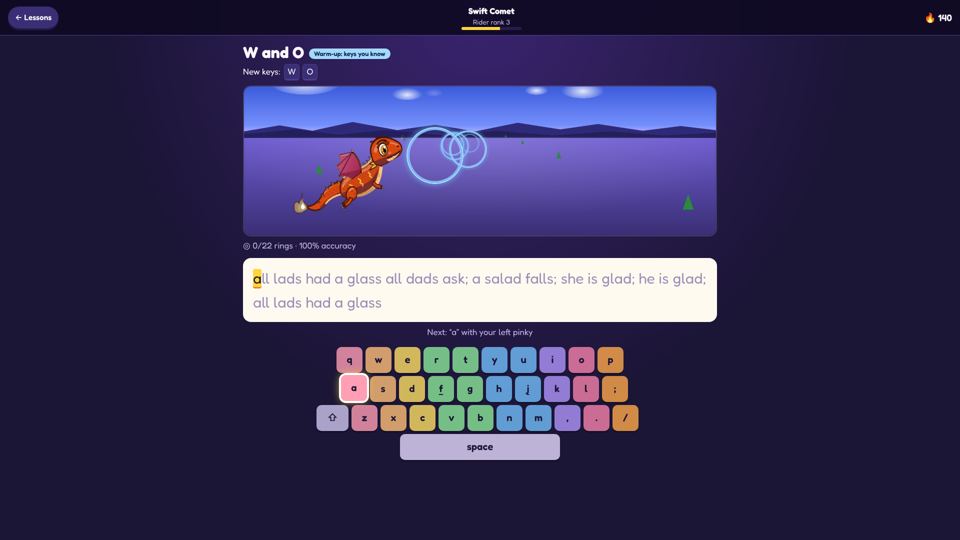 ← Lessons
Swift Comet
Rider rank 3
🔥 140
W and O
Warm-up: keys you know
New keys: W O
◎ 0/22 rings · 100% accuracy
all lads had a glass all dads ask; a salad falls; she is glad; he is glad;
all lads had a glass
Next: “a” with your left pinky
q w e r t y u i o p
a s d f g h j k l ;
⇧ z x c v b n m , . /
space